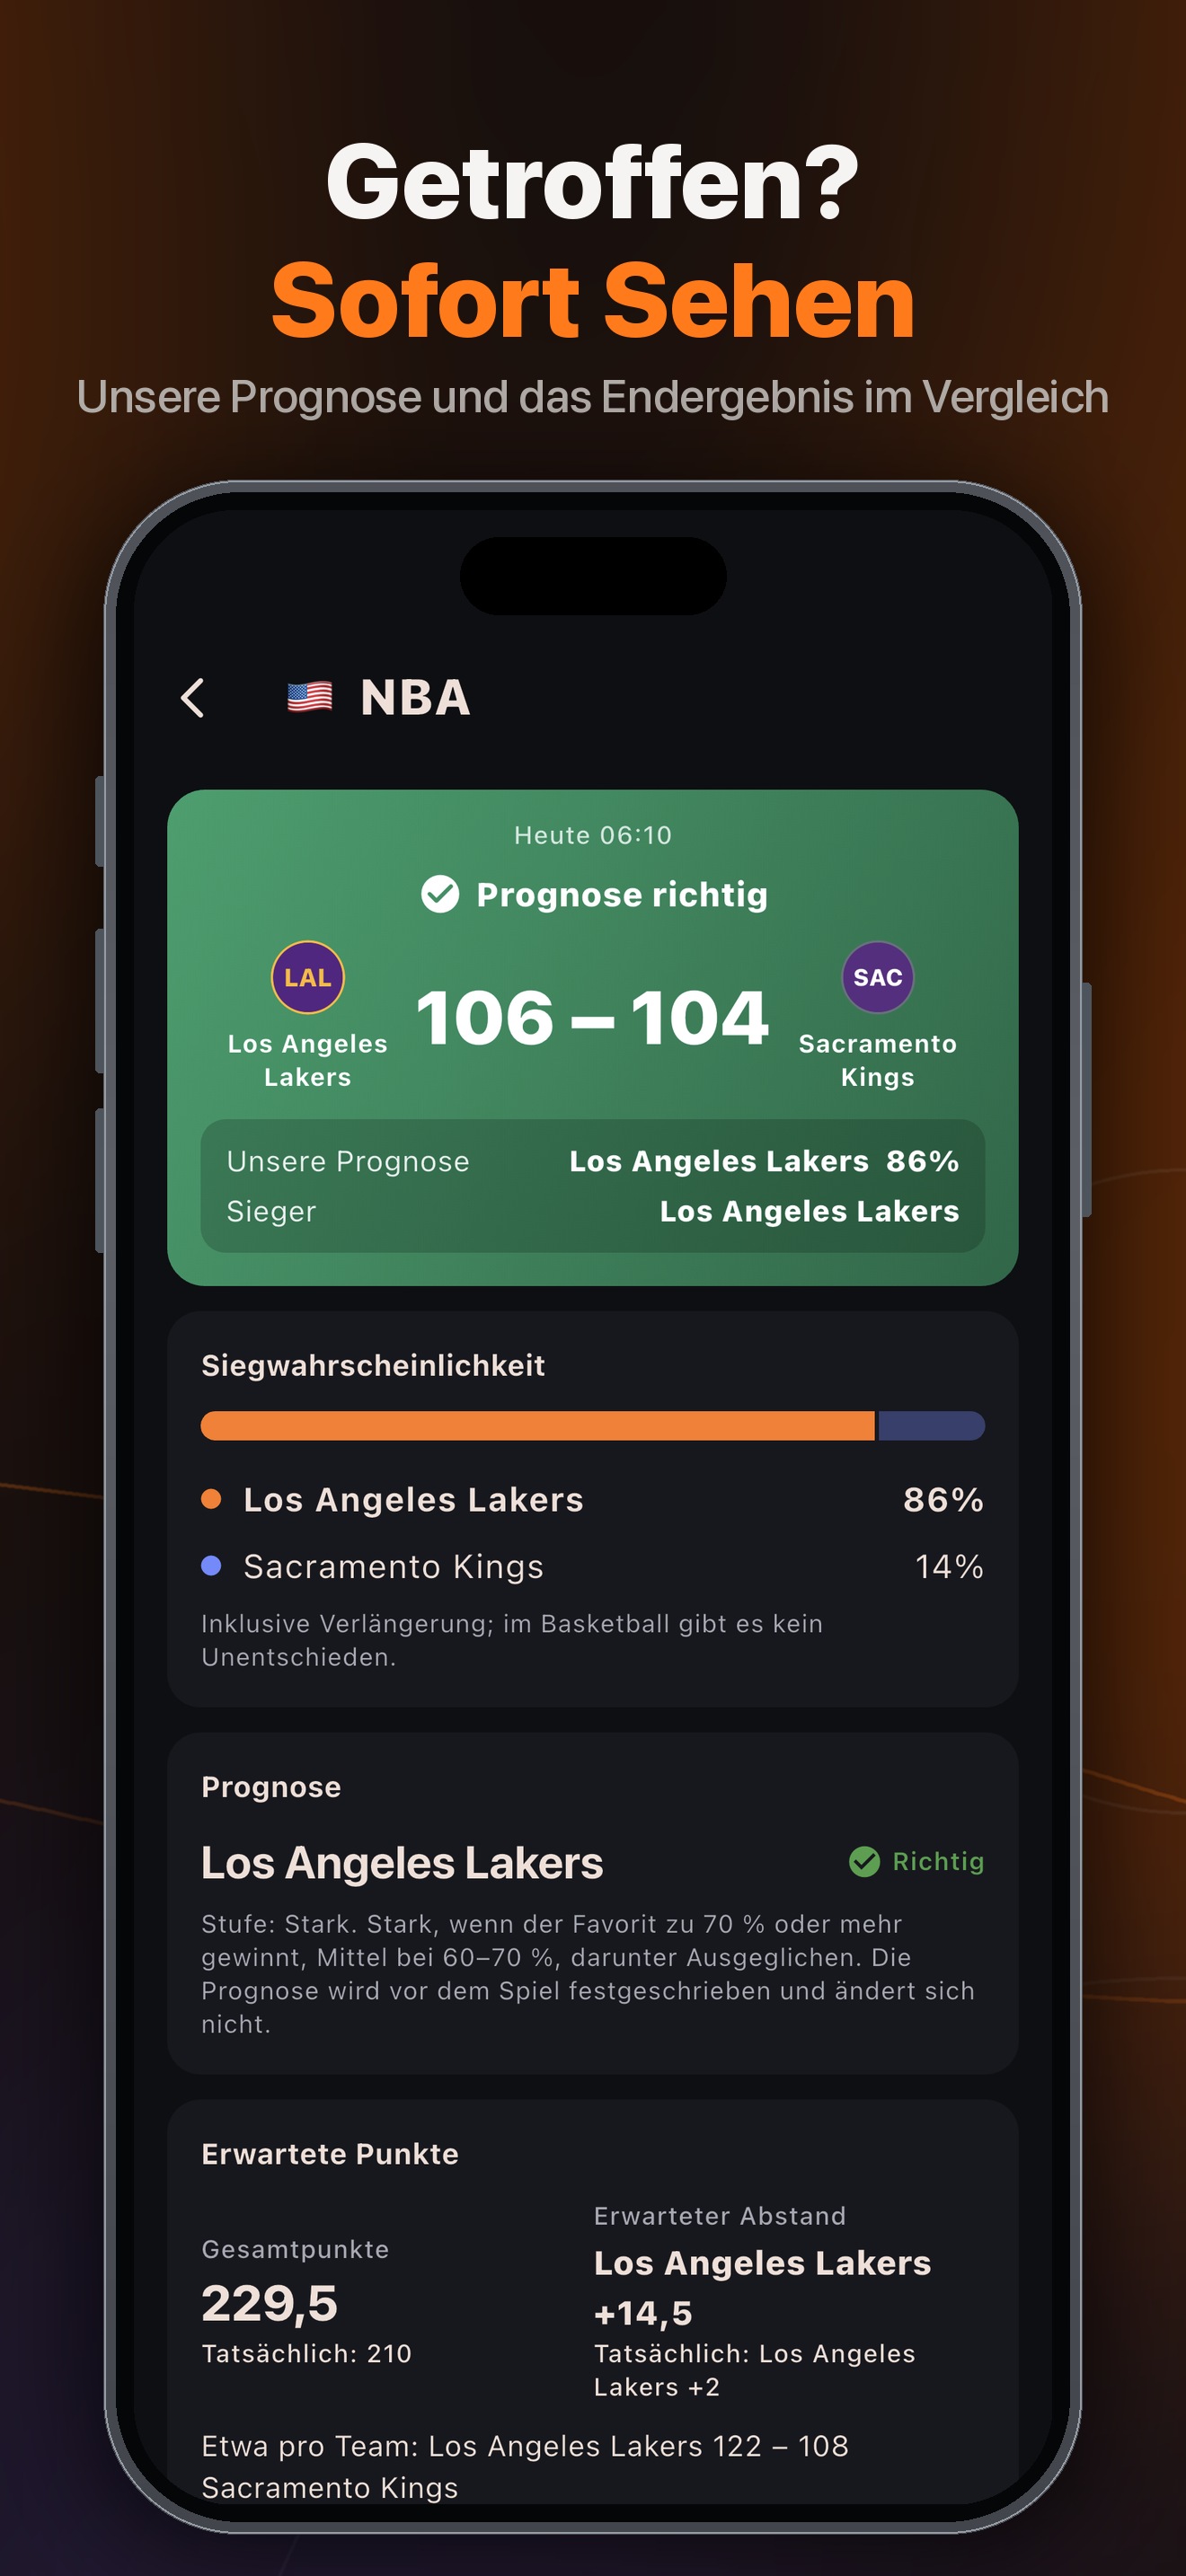 Getroffen?
Sofort Sehen
Unsere Prognose und das Endergebnis im Vergleich
NBA
Heute 06:10
Prognose richtig
LAL
Los Angeles
Lakers
106 – 104
SAC
Sacramento
Kings
Unsere Prognose Los Angeles Lakers 86%
Sieger Los Angeles Lakers
Siegwahrscheinlichkeit
Los Angeles Lakers 86%
Sacramento Kings 14%
Inklusive Verlängerung; im Basketball gibt es kein
Unentschieden.
Prognose
Los Angeles Lakers Richtig
Stufe: Stark. Stark, wenn der Favorit zu 70 % oder mehr
gewinnt, Mittel bei 60–70 %, darunter Ausgeglichen. Die
Prognose wird vor dem Spiel festgeschrieben und ändert sich
nicht.
Erwartete Punkte
Gesamtpunkte
229,5
Tatsächlich: 210
Erwarteter Abstand
Los Angeles Lakers
+14,5
Tatsächlich: Los Angeles
Lakers +2
Etwa pro Team: Los Angeles Lakers 122 – 108
Sacramento Kings